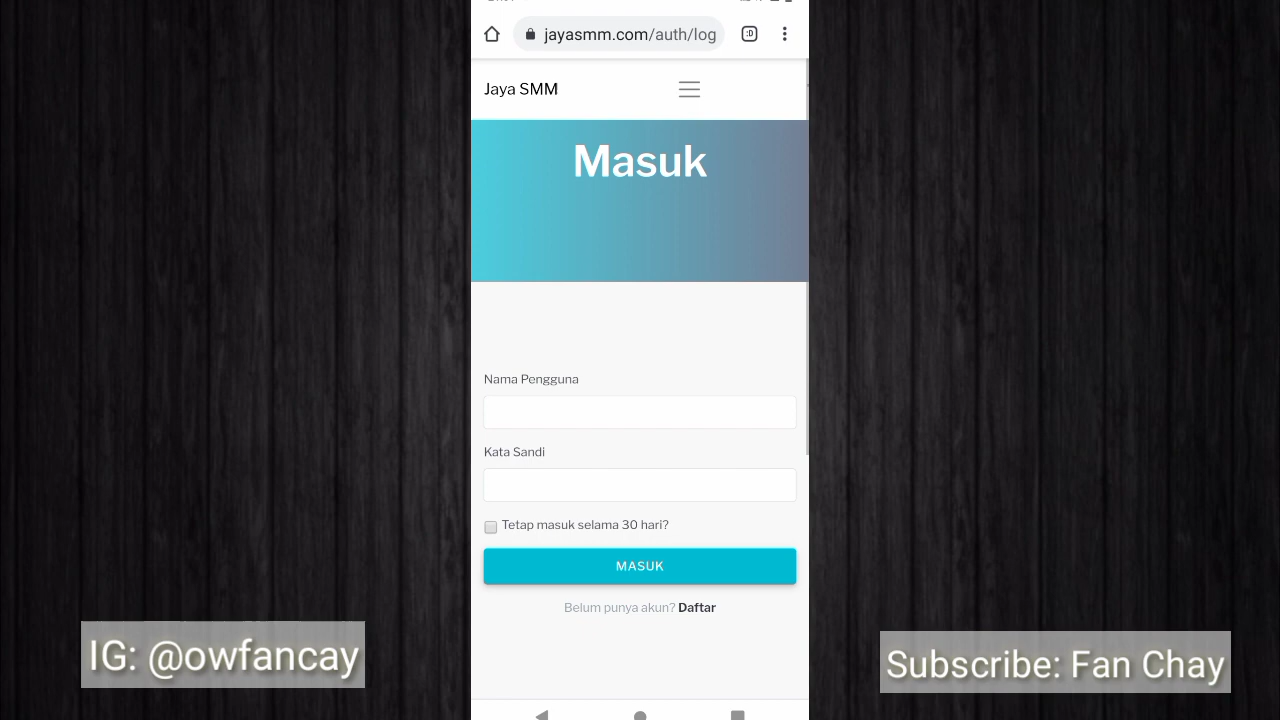 jayasmm.com/auth/log
:D
Jaya SMM
Masuk
Nama Pengguna
Kata Sandi
Tetap masuk selama 30 hari?
MASUK
Belum punya akun? Daftar
IG: @owfancay
Subscribe: Fan Chay